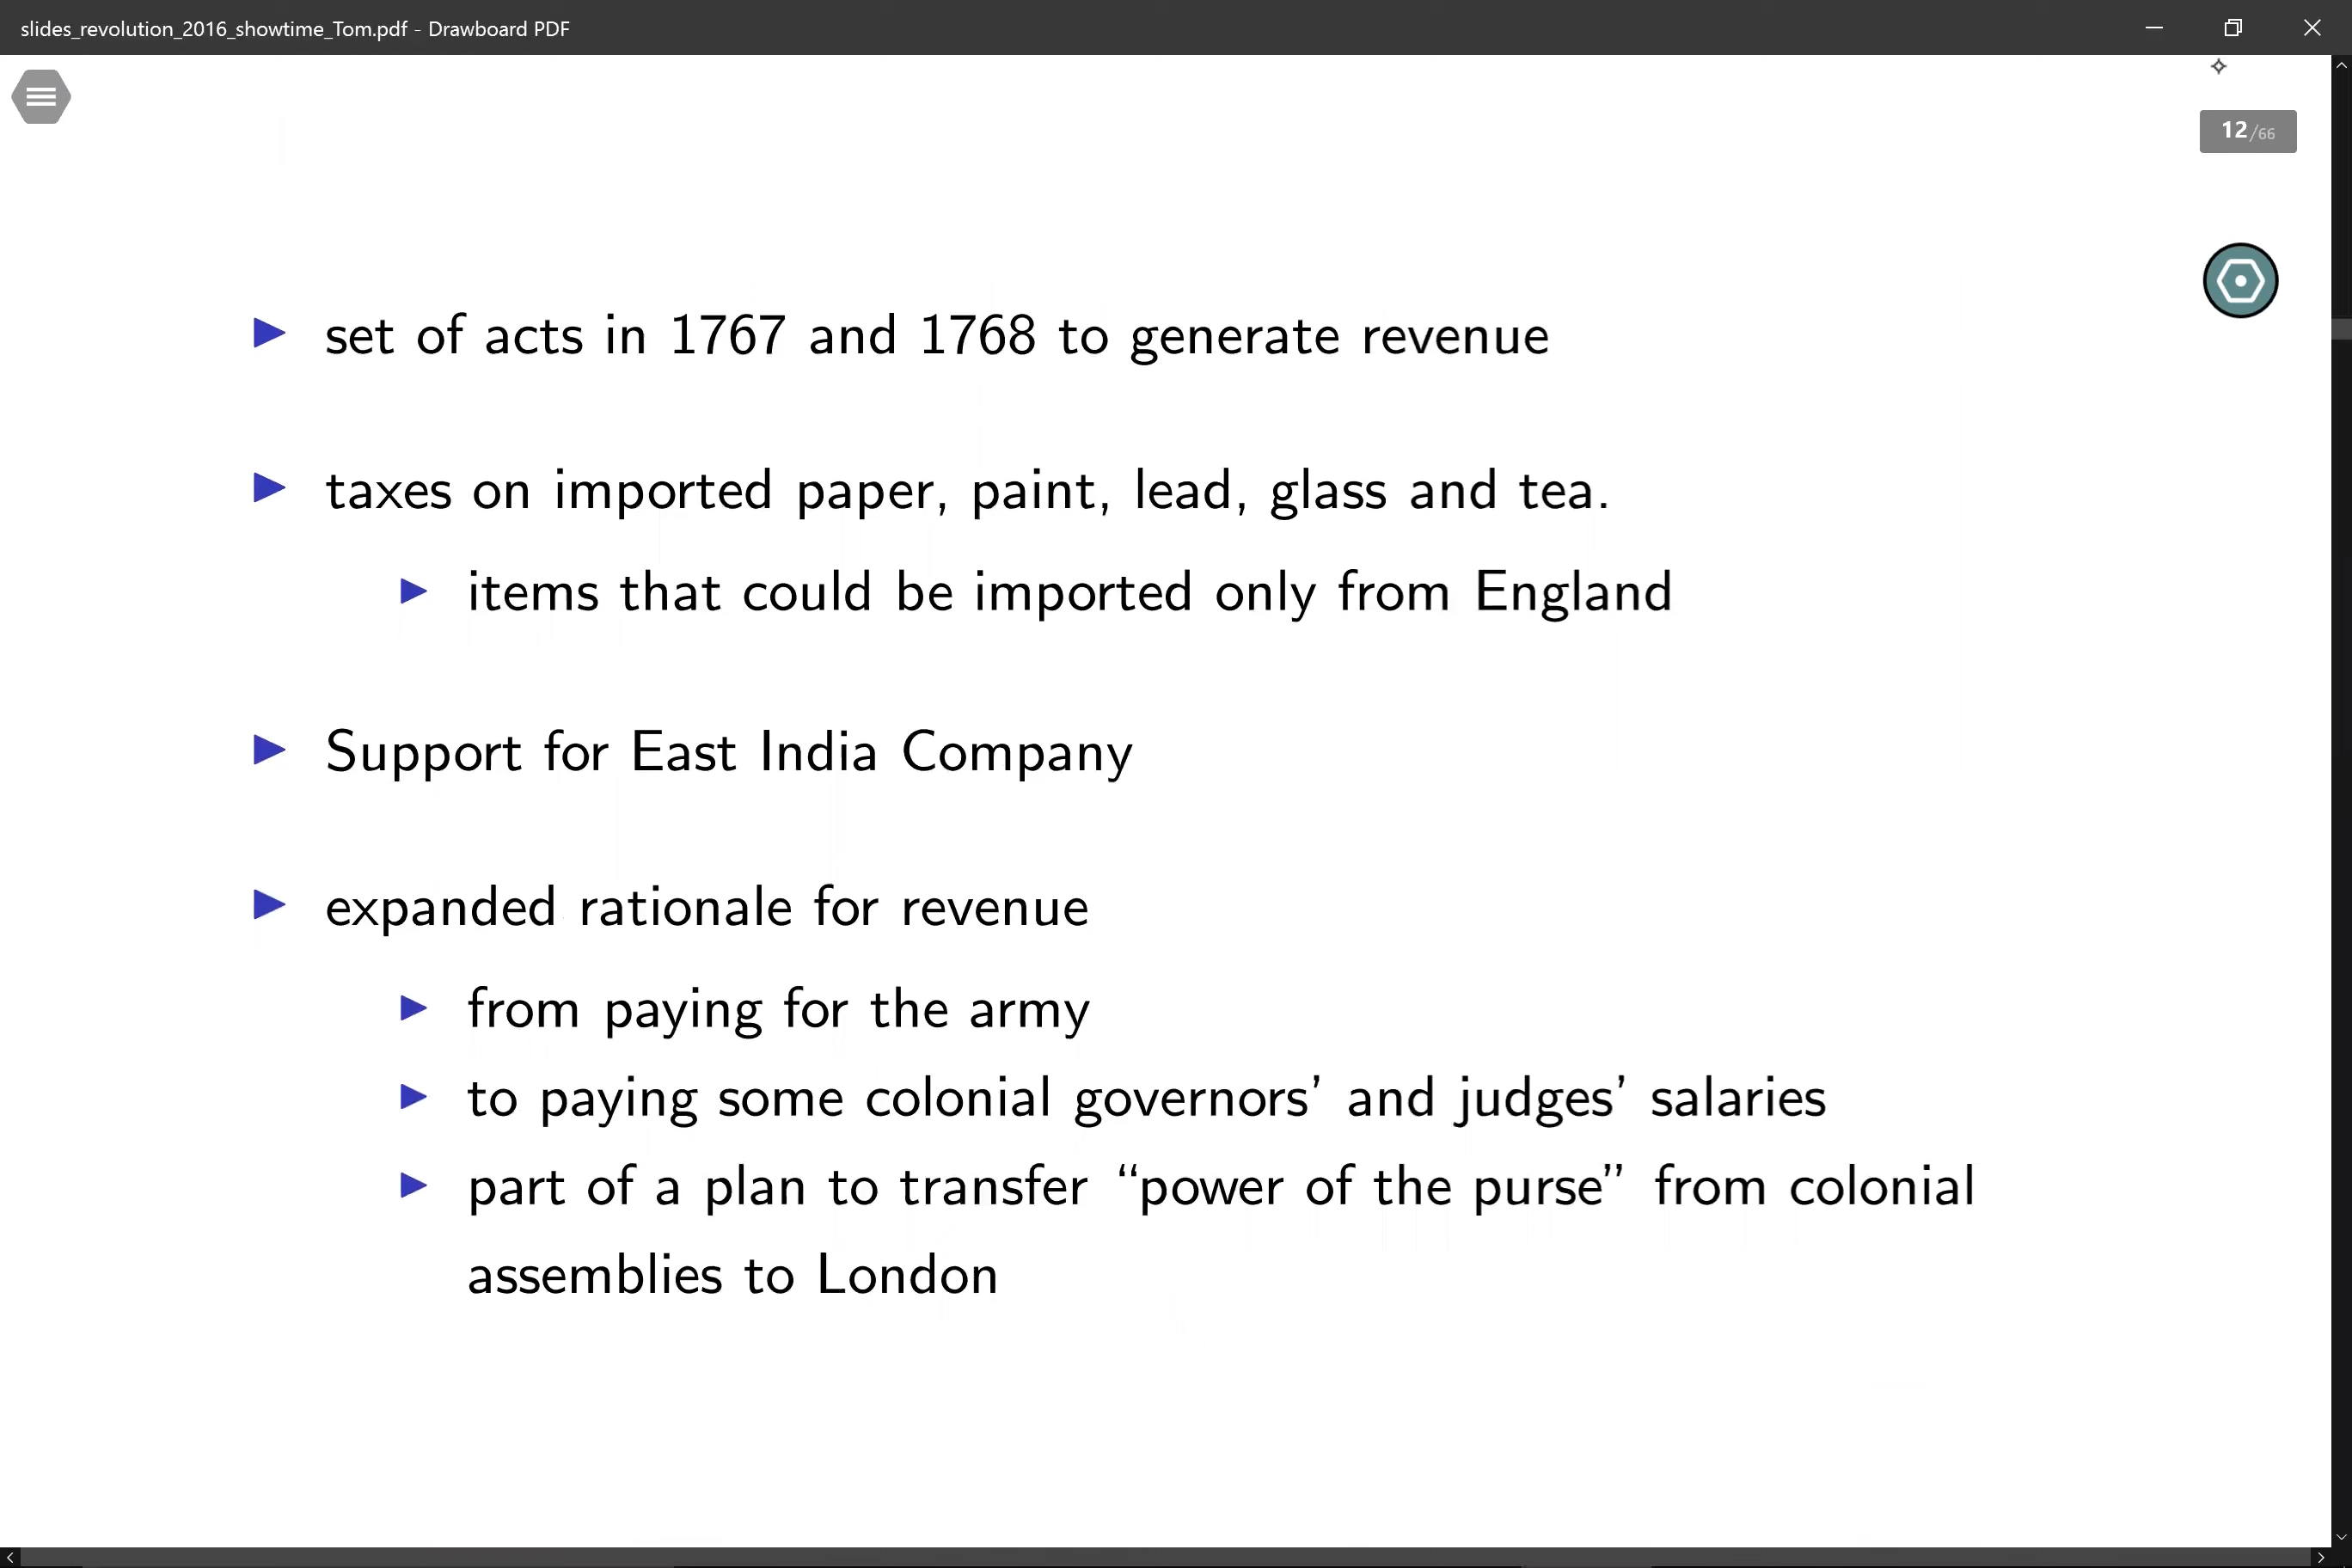 slides_revolution_2016_showtime_Tom.pdf - Drawboard PDF
12/66
set of acts in 1767 and 1768 to generate revenue
taxes on imported paper, paint, lead, glass and tea.
items that could be imported only from England
Support for East India Company
expanded rationale for revenue
from paying for the army
to paying some colonial governors’ and judges’ salaries
part of a plan to transfer “power of the purse” from colonial
assemblies to London